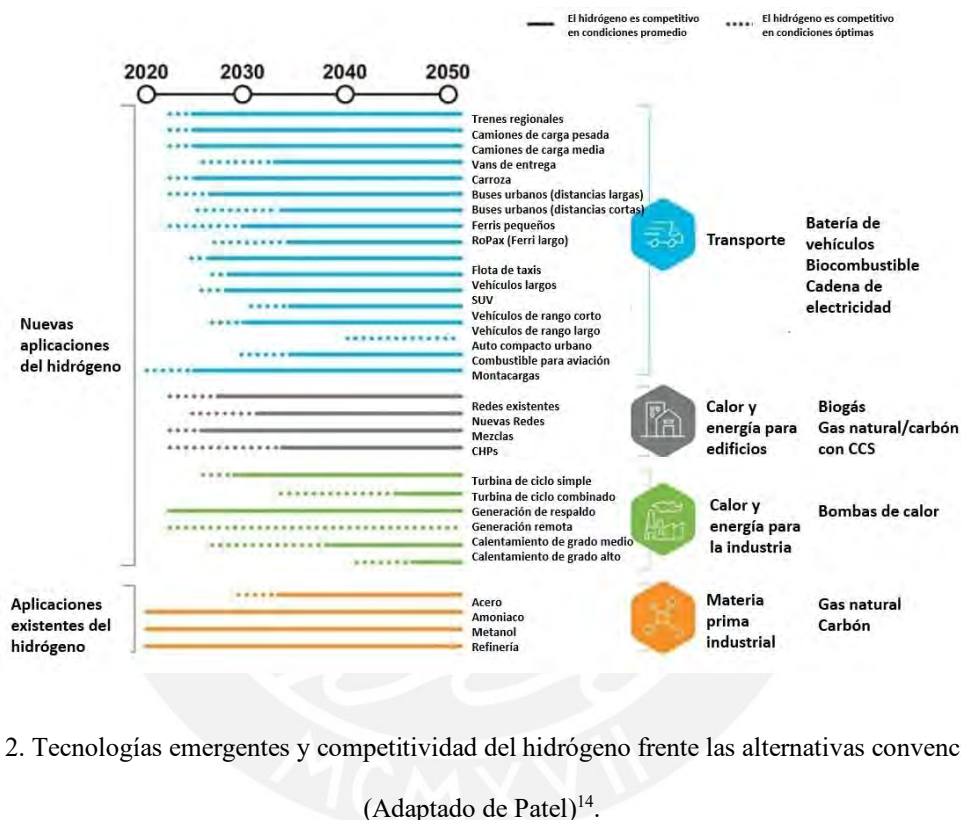 El hidrógeno es competitivo
en condiciones promedio
El hidrógeno es competitivo
en condiciones óptimas
2020 2030 2040 2050
Trenes regionales
Camiones de carga pesada
Camiones de carga media
Vans de entrega
Carroza
Buses urbanos (distancias largas)
Buses urbanos (distancias cortas)
Ferris pequeños
RoPax (Ferri largo)
Flota de taxis
Vehículos largos
SUV
Vehículos de rango corto
Vehículos de rango largo
Auto compacto urbano
Combustible para aviación
Montacargas
Transporte
Batería de
vehículos
Biocombustible
Cadena de
electricidad
Nuevas
aplicaciones
del hidrógeno
Redes existentes
Nuevas Redes
Mezclas
CHPs
Calor y
energía para
edificios
Biogás
Gas natural/carbón
con CCS
Turbina de ciclo simple
Turbina de ciclo combinado
Generación de respaldo
Generación remota
Calentamiento de grado medio
Calentamiento de grado alto
Calor y
energía para
la industria
Bombas de calor
Aplicaciones
existentes del
hidrógeno
Acero
Amoniaco
Metanol
Refinería
Materia
prima
industrial
Gas natural
Carbón
2. Tecnologías emergentes y competitividad del hidrógeno frente las alternativas convenc
(Adaptado de Patel)14.
MCMXVII